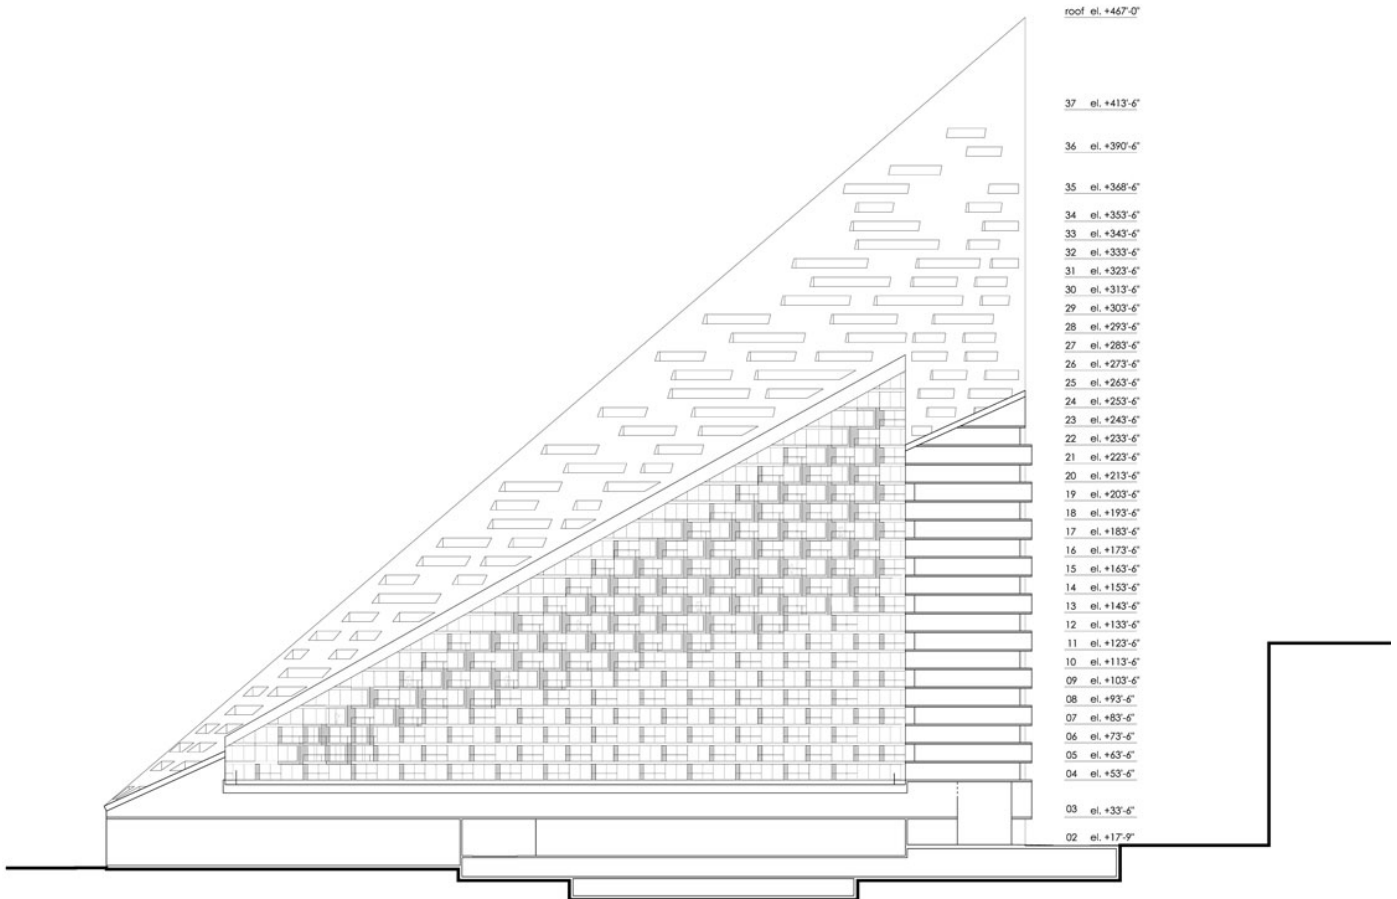 roof el. +467'-0"
37 el. +413'-6"
36 el. +390'-6"
35 el. +368'-6"
34 el. +353'-6"
33 el. +343'-6"
32 el. +333'-6"
31 el. +323'-6"
30 el. +313'-6"
29 el. +303'-6"
28 el. +293'-6"
27 el. +283'-6"
26 el. +273'-6"
25 el. +263'-6"
24 el. +253'-6"
23 el. +243'-6"
22 el. +233'-6"
21 el. +223'-6"
20 el. +213'-6"
19 el. +203'-6"
18 el. +193'-6"
17 el. +183'-6"
16 el. +173'-6"
15 el. +163'-6"
14 el. +153'-6"
13 el. +143'-6"
12 el. +133'-6"
11 el. +123'-6"
10 el. +113'-6"
09 el. +103'-6"
08 el. +93'-6"
07 el. +83'-6"
06 el. +73'-6"
05 el. +63'-6"
04 el. +53'-6"
03 el. +33'-6"
02 el. +17'-9"